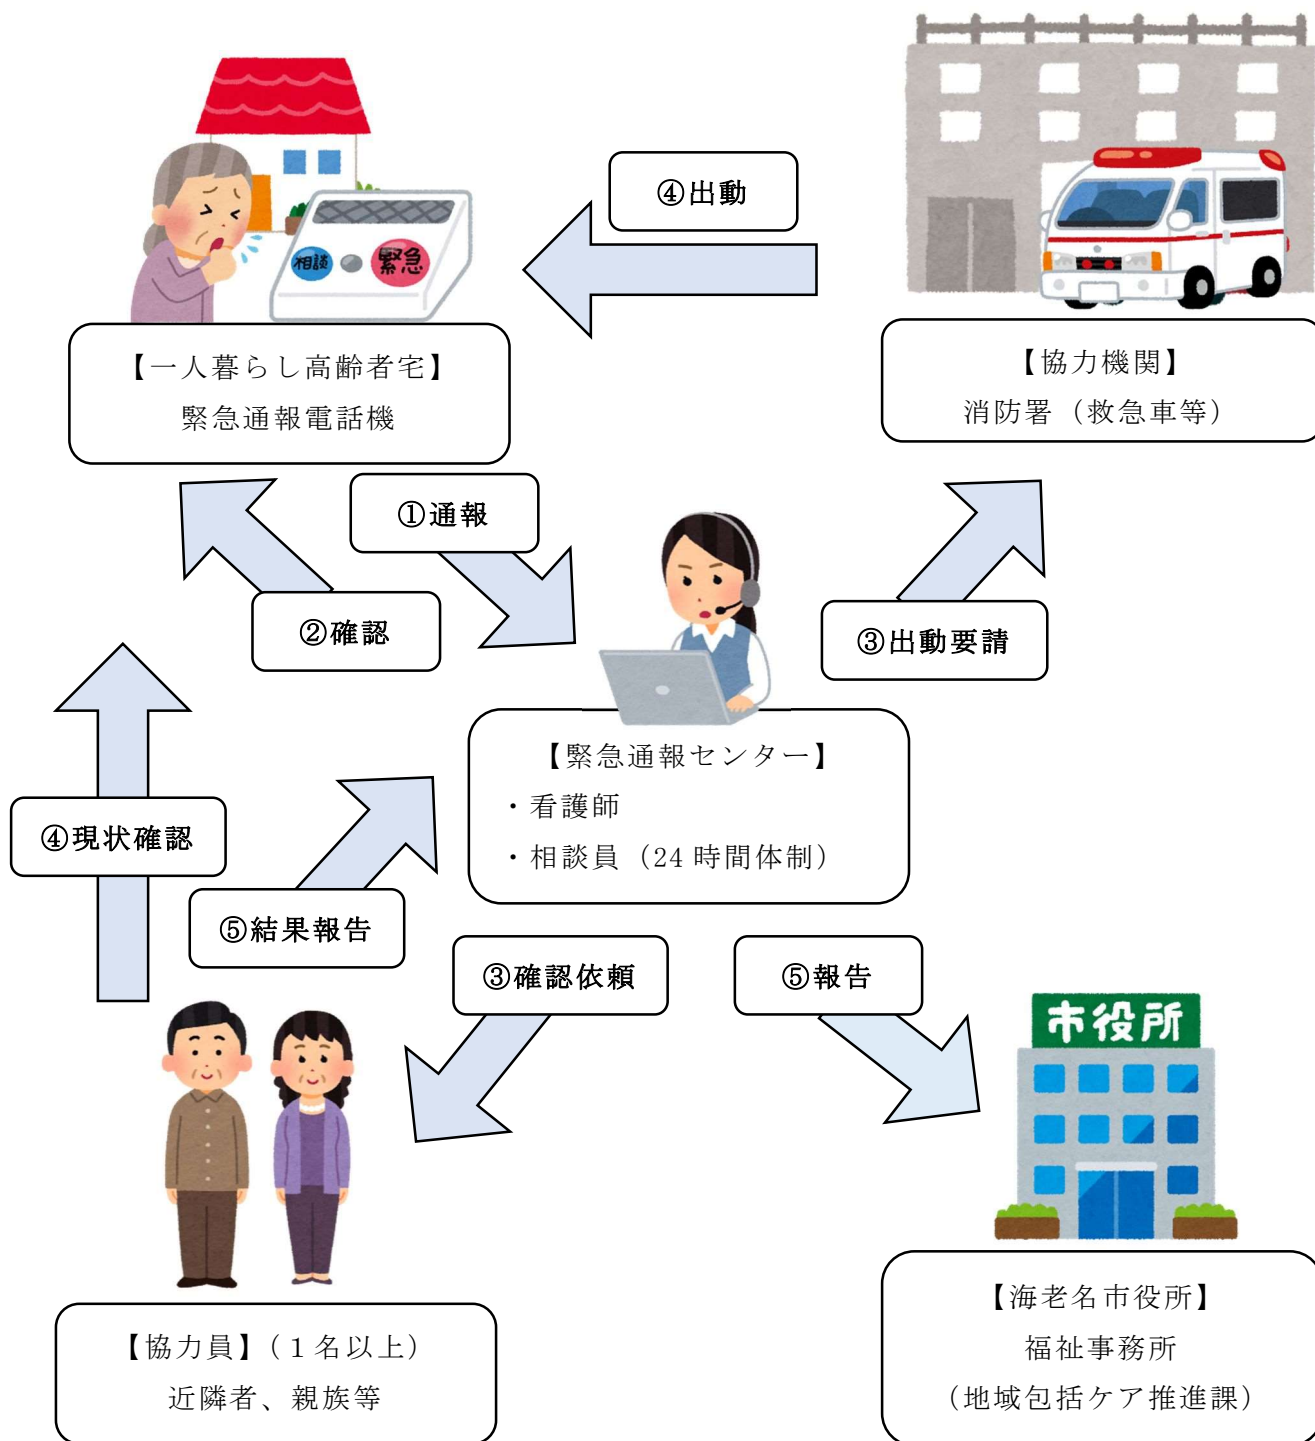 ④出動
相談
緊急
【一人暮らし高齢者宅】
緊急通報電話機
【協力機関】
消防署（救急車等）
①通報
②確認
③出動要請
【緊急通報センター】
・看護師
・相談員（24時間体制）
④現状確認
⑤結果報告
③確認依頼
⑤報告
市役所
【協力員】（１名以上）
近隣者、親族等
【海老名市役所】
福祉事務所
（地域包括ケア推進課）